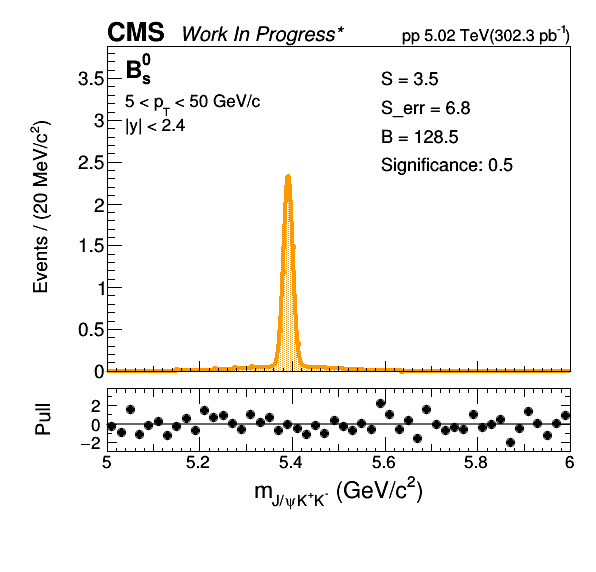 CMS Work In Progress* pp 5.02 TeV(302.3 pb⁻¹)
B⁰ₛ
5 < p_T < 50 GeV/c
|y| < 2.4
S = 3.5
S_err = 6.8
B = 128.5
Significance: 0.5
Events / (20 MeV/c²)
3.5
3
2.5
2
1.5
1
0.5
0
Pull
2
0
−2
5 5.2 5.4 5.6 5.8 6
m_{J/ψ K⁺K⁻} (GeV/c²)